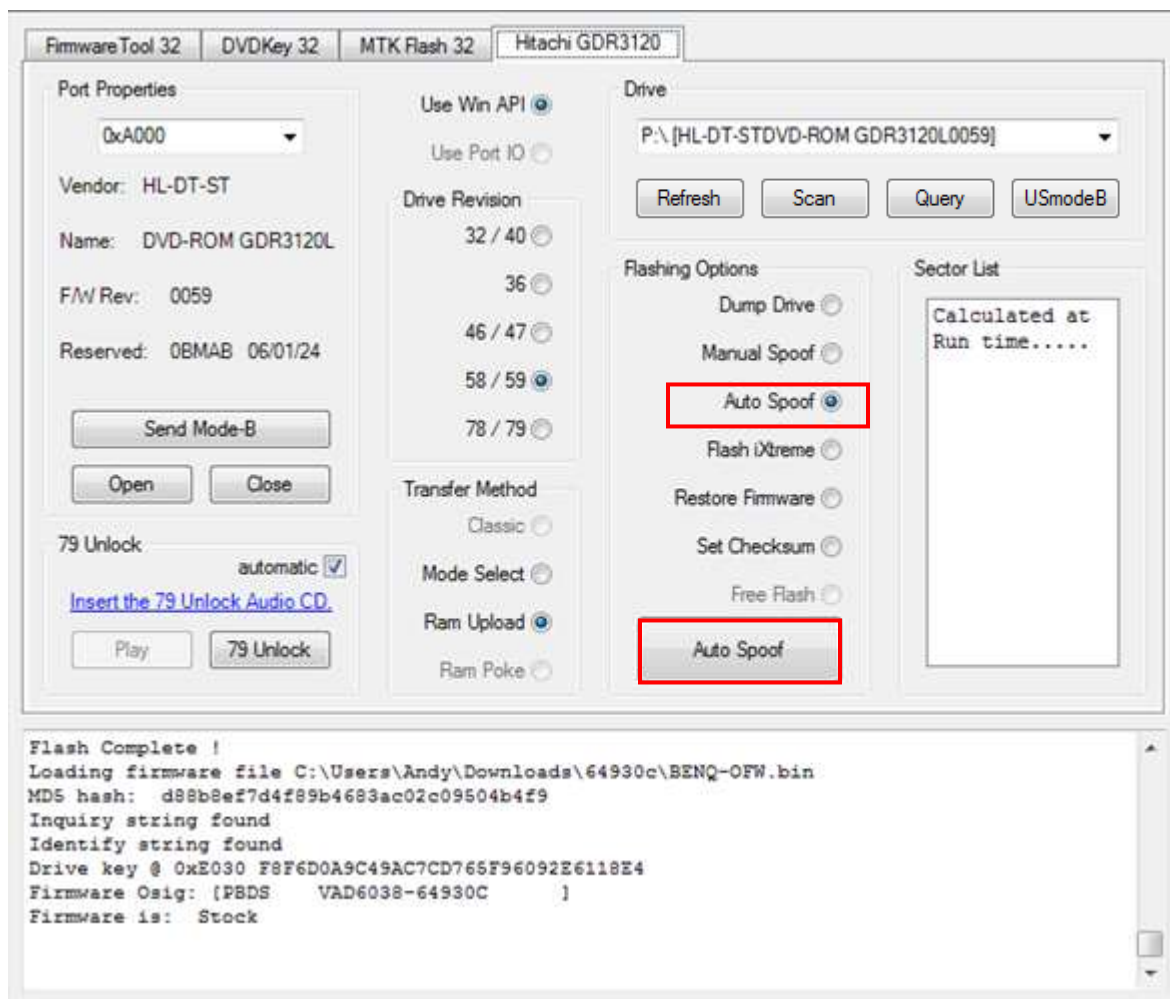 FirmwareTool 32
DVDKey 32
MTK Flash 32
Hitachi GDR3120
Port Properties
0xA000
Vendor: HL-DT-ST
Name: DVD-ROM GDR3120L
F/W Rev: 0059
Reserved: 0BMAB 06/01/24
Send Mode-B
Open
Close
79 Unlock
automatic
Insert the 79 Unlock Audio CD.
Play
79 Unlock
Use Win API
Use Port IO
Drive Revision
32 / 40
36
46 / 47
58 / 59
78 / 79
Transfer Method
Classic
Mode Select
Ram Upload
Ram Poke
Drive
P:\ [HL-DT-STDVD-ROM GDR3120L0059]
Refresh
Scan
Query
USmodeB
Flashing Options
Dump Drive
Manual Spoof
Auto Spoof
Flash iXtreme
Restore Firmware
Set Checksum
Free Flash
Auto Spoof
Sector List
Calculated at
Run time.....
Flash Complete !
Loading firmware file C:\Users\Andy\Downloads\64930c\BENQ-OFW.bin
MD5 hash: d88b8ef7d4f89b4683ac02c09504b4f9
Inquiry string found
Identify string found
Drive key @ 0xE030 F8F6D0A9C49AC7CD765F96092E6118E4
Firmware Osig: [PBDS VAD6038-64930C ]
Firmware is: Stock